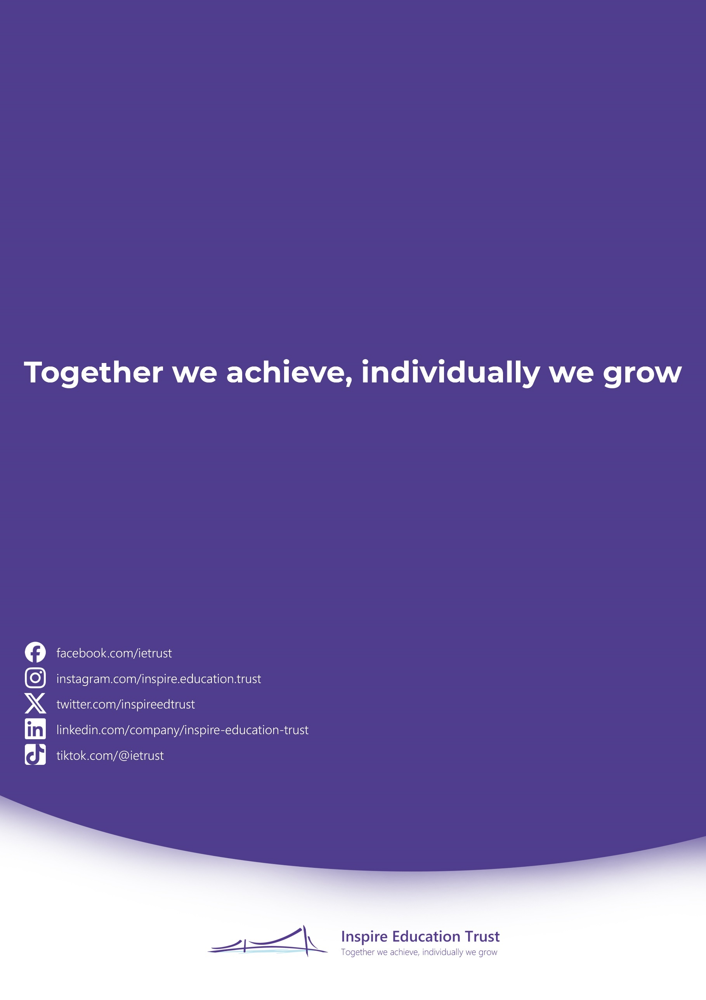 Together we achieve, individually we grow
facebook.com/ietrust
instagram.com/inspire.education.trust
twitter.com/inspireedtrust
linkedin.com/company/inspire-education-trust
tiktok.com/@ietrust
Inspire Education Trust
Together we achieve, individually we grow